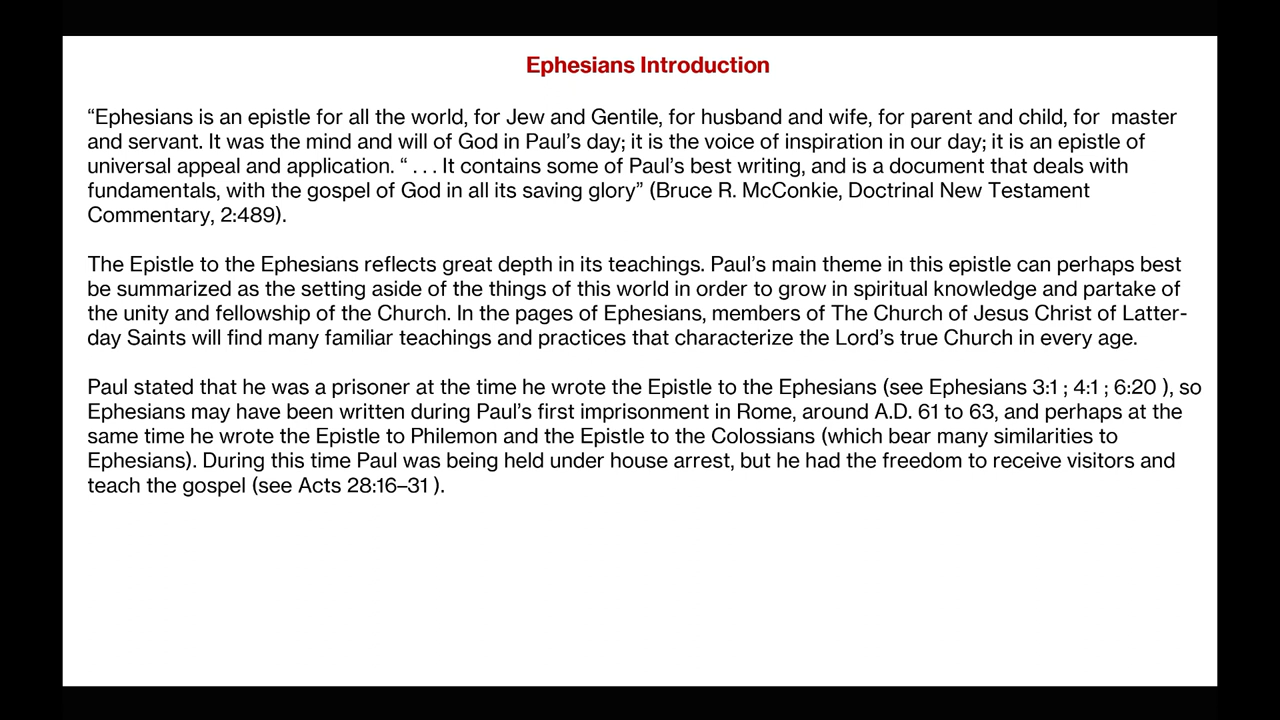 Ephesians Introduction
“Ephesians is an epistle for all the world, for Jew and Gentile, for husband and wife, for parent and child, for  master
and servant. It was the mind and will of God in Paul’s day; it is the voice of inspiration in our day; it is an epistle of
universal appeal and application. “ . . . It contains some of Paul’s best writing, and is a document that deals with
fundamentals, with the gospel of God in all its saving glory” (Bruce R. McConkie, Doctrinal New Testament
Commentary, 2:489).
The Epistle to the Ephesians reflects great depth in its teachings. Paul’s main theme in this epistle can perhaps best
be summarized as the setting aside of the things of this world in order to grow in spiritual knowledge and partake of
the unity and fellowship of the Church. In the pages of Ephesians, members of The Church of Jesus Christ of Latter-
day Saints will find many familiar teachings and practices that characterize the Lord’s true Church in every age.
Paul stated that he was a prisoner at the time he wrote the Epistle to the Ephesians (see Ephesians 3:1 ; 4:1 ; 6:20 ), so
Ephesians may have been written during Paul’s first imprisonment in Rome, around A.D. 61 to 63, and perhaps at the
same time he wrote the Epistle to Philemon and the Epistle to the Colossians (which bear many similarities to
Ephesians). During this time Paul was being held under house arrest, but he had the freedom to receive visitors and
teach the gospel (see Acts 28:16–31 ).